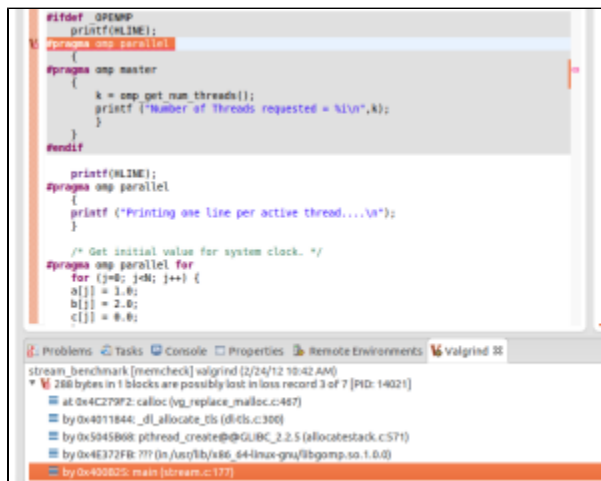 #ifdef _OPENMP
printf(HLINE);
#pragma omp parallel
{
#pragma omp master
{
k = omp_get_num_threads();
printf ("Number of Threads requested = %i\n",k);
}
}
#endif
printf(HLINE);
#pragma omp parallel
{
printf ("Printing one line per active thread....\n");
}
/* Get initial value for system clock. */
#pragma omp parallel for
for (j=0; j<N; j++) {
a[j] = 1.0;
b[j] = 2.0;
c[j] = 0.0;
Problems Tasks Console Properties Remote Environments Valgrind
stream_benchmark [memcheck] valgrind (2/24/12 10:42 AM)
288 bytes in 1 blocks are possibly lost in loss record 3 of 7 [PID: 14021]
at 0x4C279F2: calloc (vg_replace_malloc.c:467)
by 0x4011844: _dl_allocate_tls (dl-tls.c:300)
by 0x5045B68: pthread_create@@GLIBC_2.2.5 (allocatestack.c:571)
by 0x4E372FB: ??? (in /usr/lib/x86_64-linux-gnu/libgomp.so.1.0.0)
by 0x400B25: main (stream.c:177)